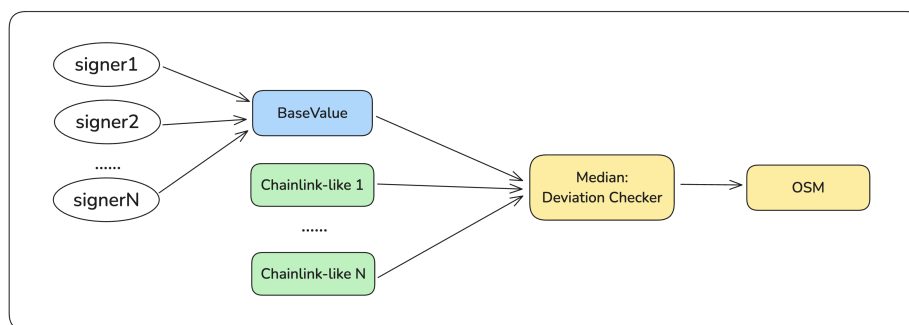 signer1
signer2
......
signerN
BaseValue
Chainlink-like 1
......
Chainlink-like N
Median:
Deviation Checker
OSM